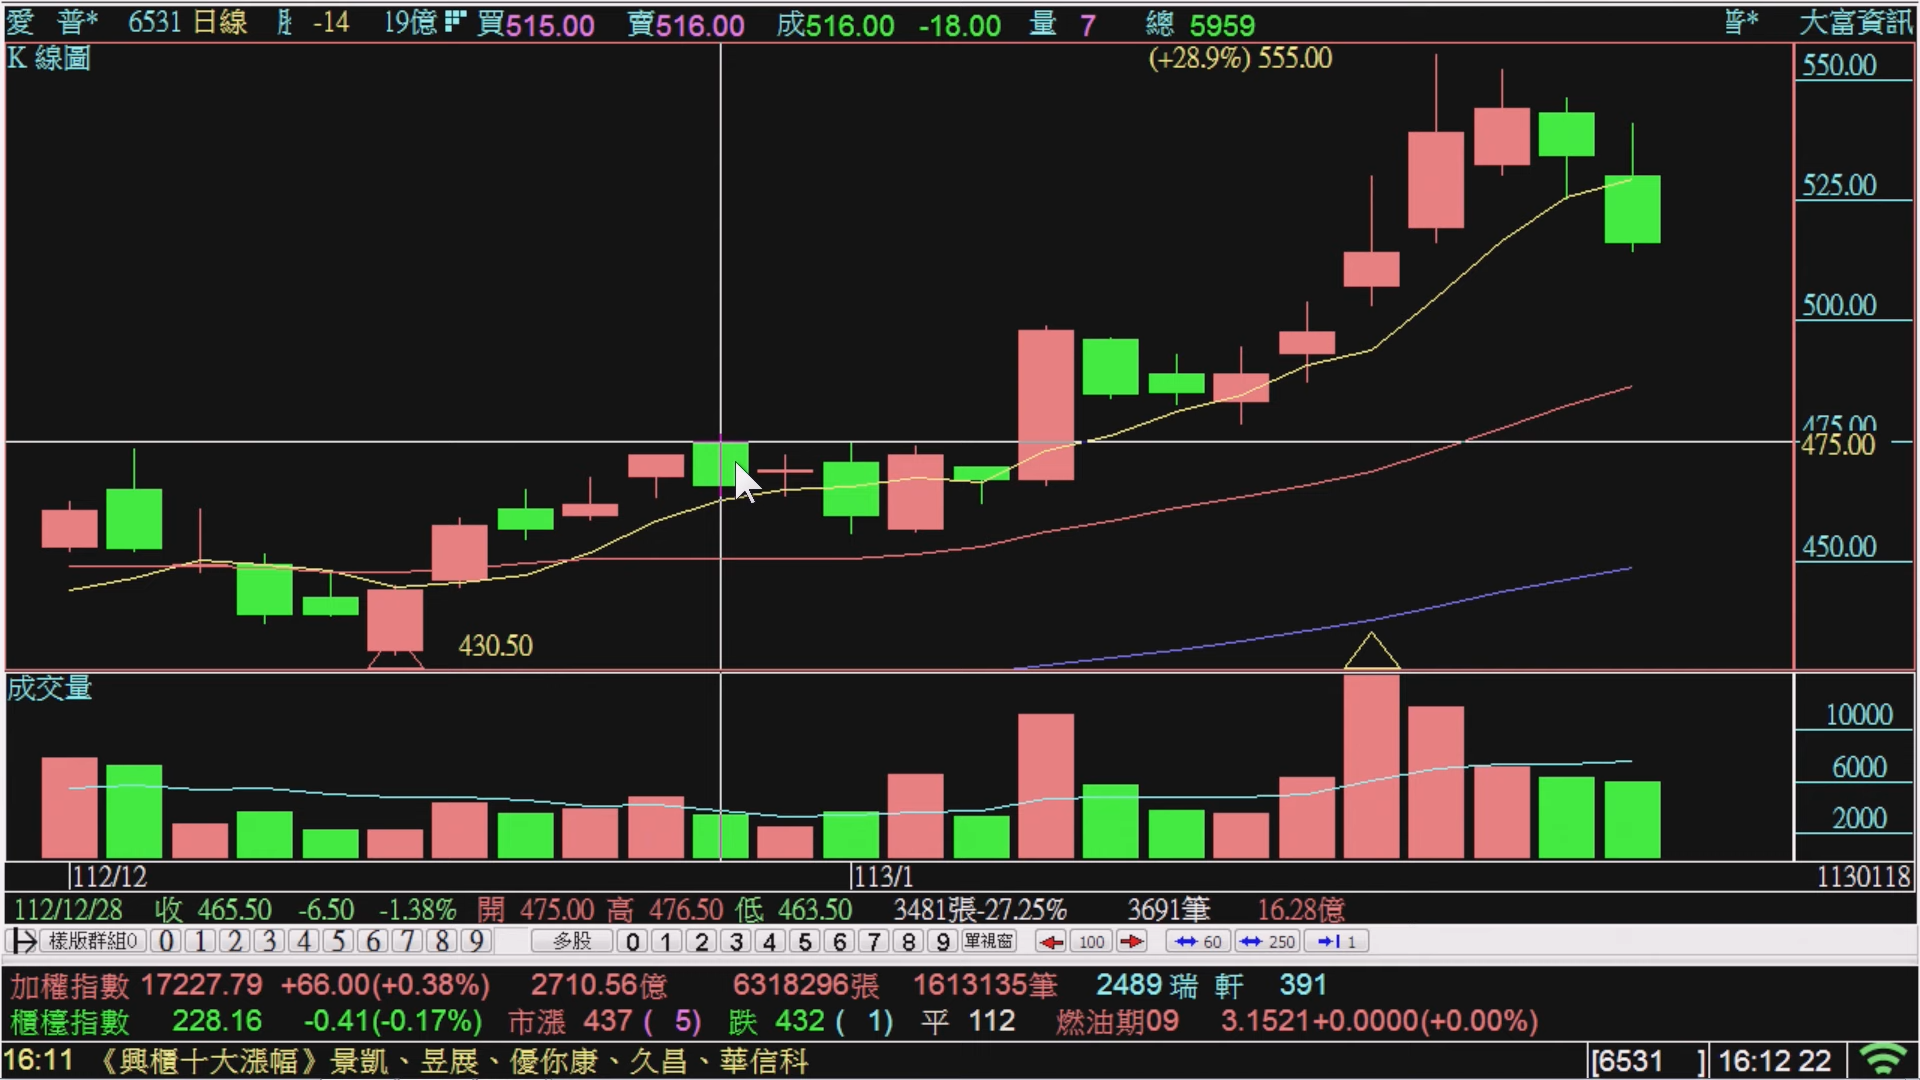 愛 普* 6531 日線 -14 19億 買515.00 賣516.00 成516.00 -18.00 量 7 總 5959 普* 大富資訊
K 線圖
(+28.9%) 555.00
550.00
525.00
500.00
475.00
475.00
450.00
430.50
成交量
10000
6000
2000
112/12 113/1 1130118
112/12/28 收 465.50 -6.50 -1.38% 開 475.00 高 476.50 低 463.50 3481張-27.25% 3691筆 16.28億
樣版群組0 0 1 2 3 4 5 6 7 8 9 多股 0 1 2 3 4 5 6 7 8 9 單視窗 100 60 250 1
加權指數 17227.79 +66.00(+0.38%) 2710.56億 6318296張 1613135筆 2489 瑞 軒 391
櫃檯指數 228.16 -0.41(-0.17%) 市漲 437 ( 5) 跌 432 ( 1) 平 112 燃油期09 3.1521+0.0000(+0.00%)
16:11 《興櫃十大漲幅》景凱、昱展、優你康、久昌、華信科 [6531 ] 16:12 22